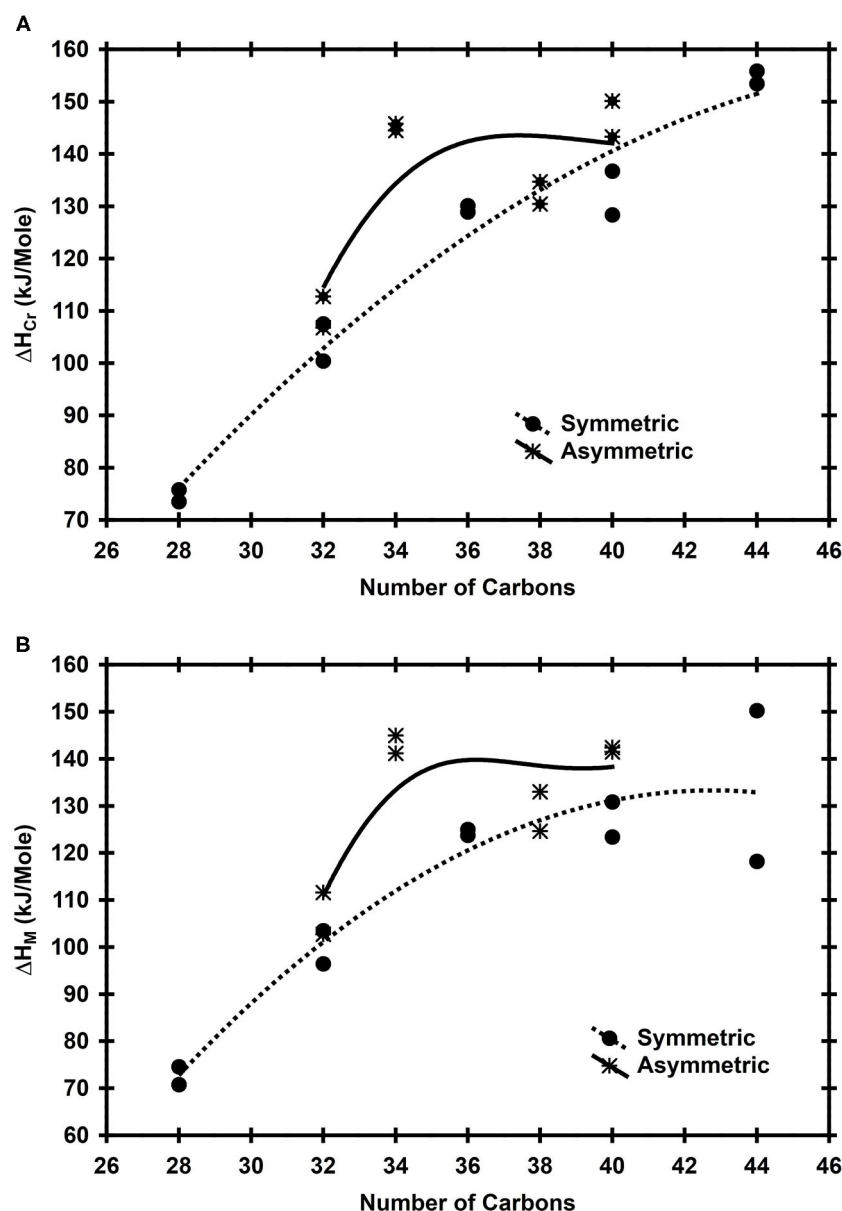 A
160
150
140
130
120
110
100
90
80
70
ΔHCr (kJ/Mole)
Symmetric
Asymmetric
26 28 30 32 34 36 38 40 42 44 46
Number of Carbons
B
160
150
140
130
120
110
100
90
80
70
60
ΔHM (kJ/Mole)
Symmetric
Asymmetric
26 28 30 32 34 36 38 40 42 44 46
Number of Carbons